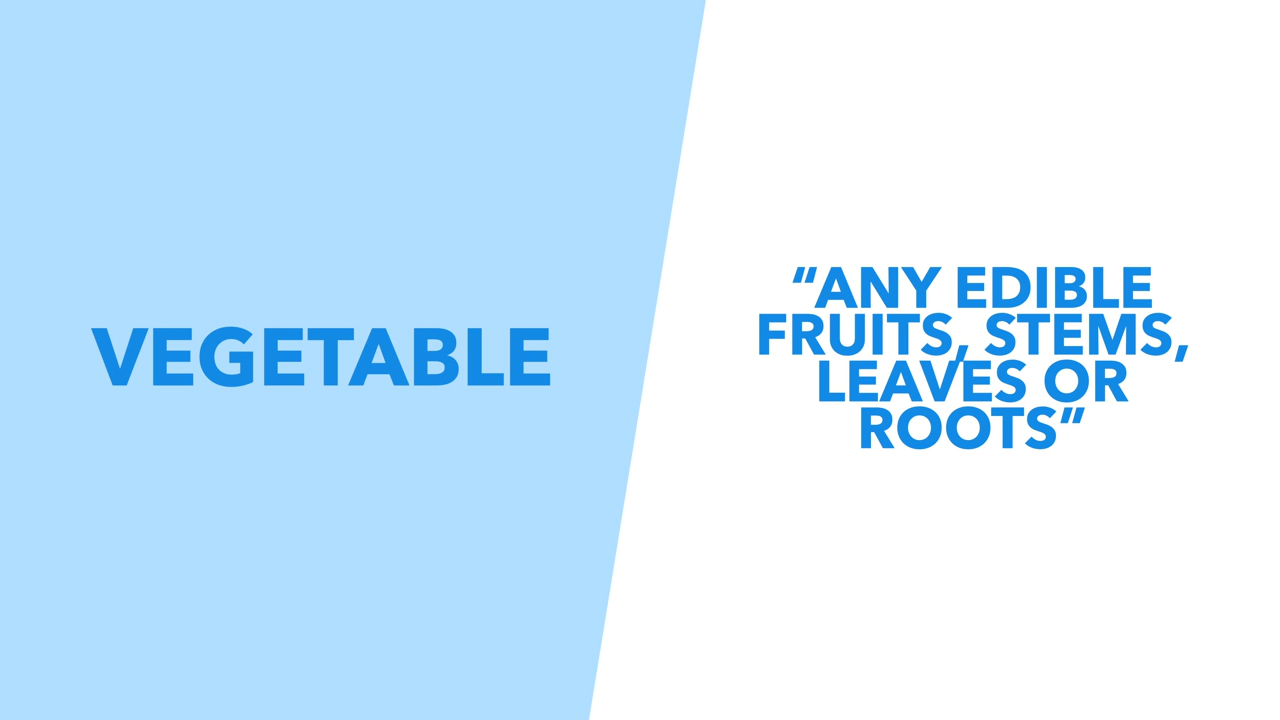 VEGETABLE
“ANY EDIBLE
FRUITS, STEMS,
LEAVES OR
ROOTS”